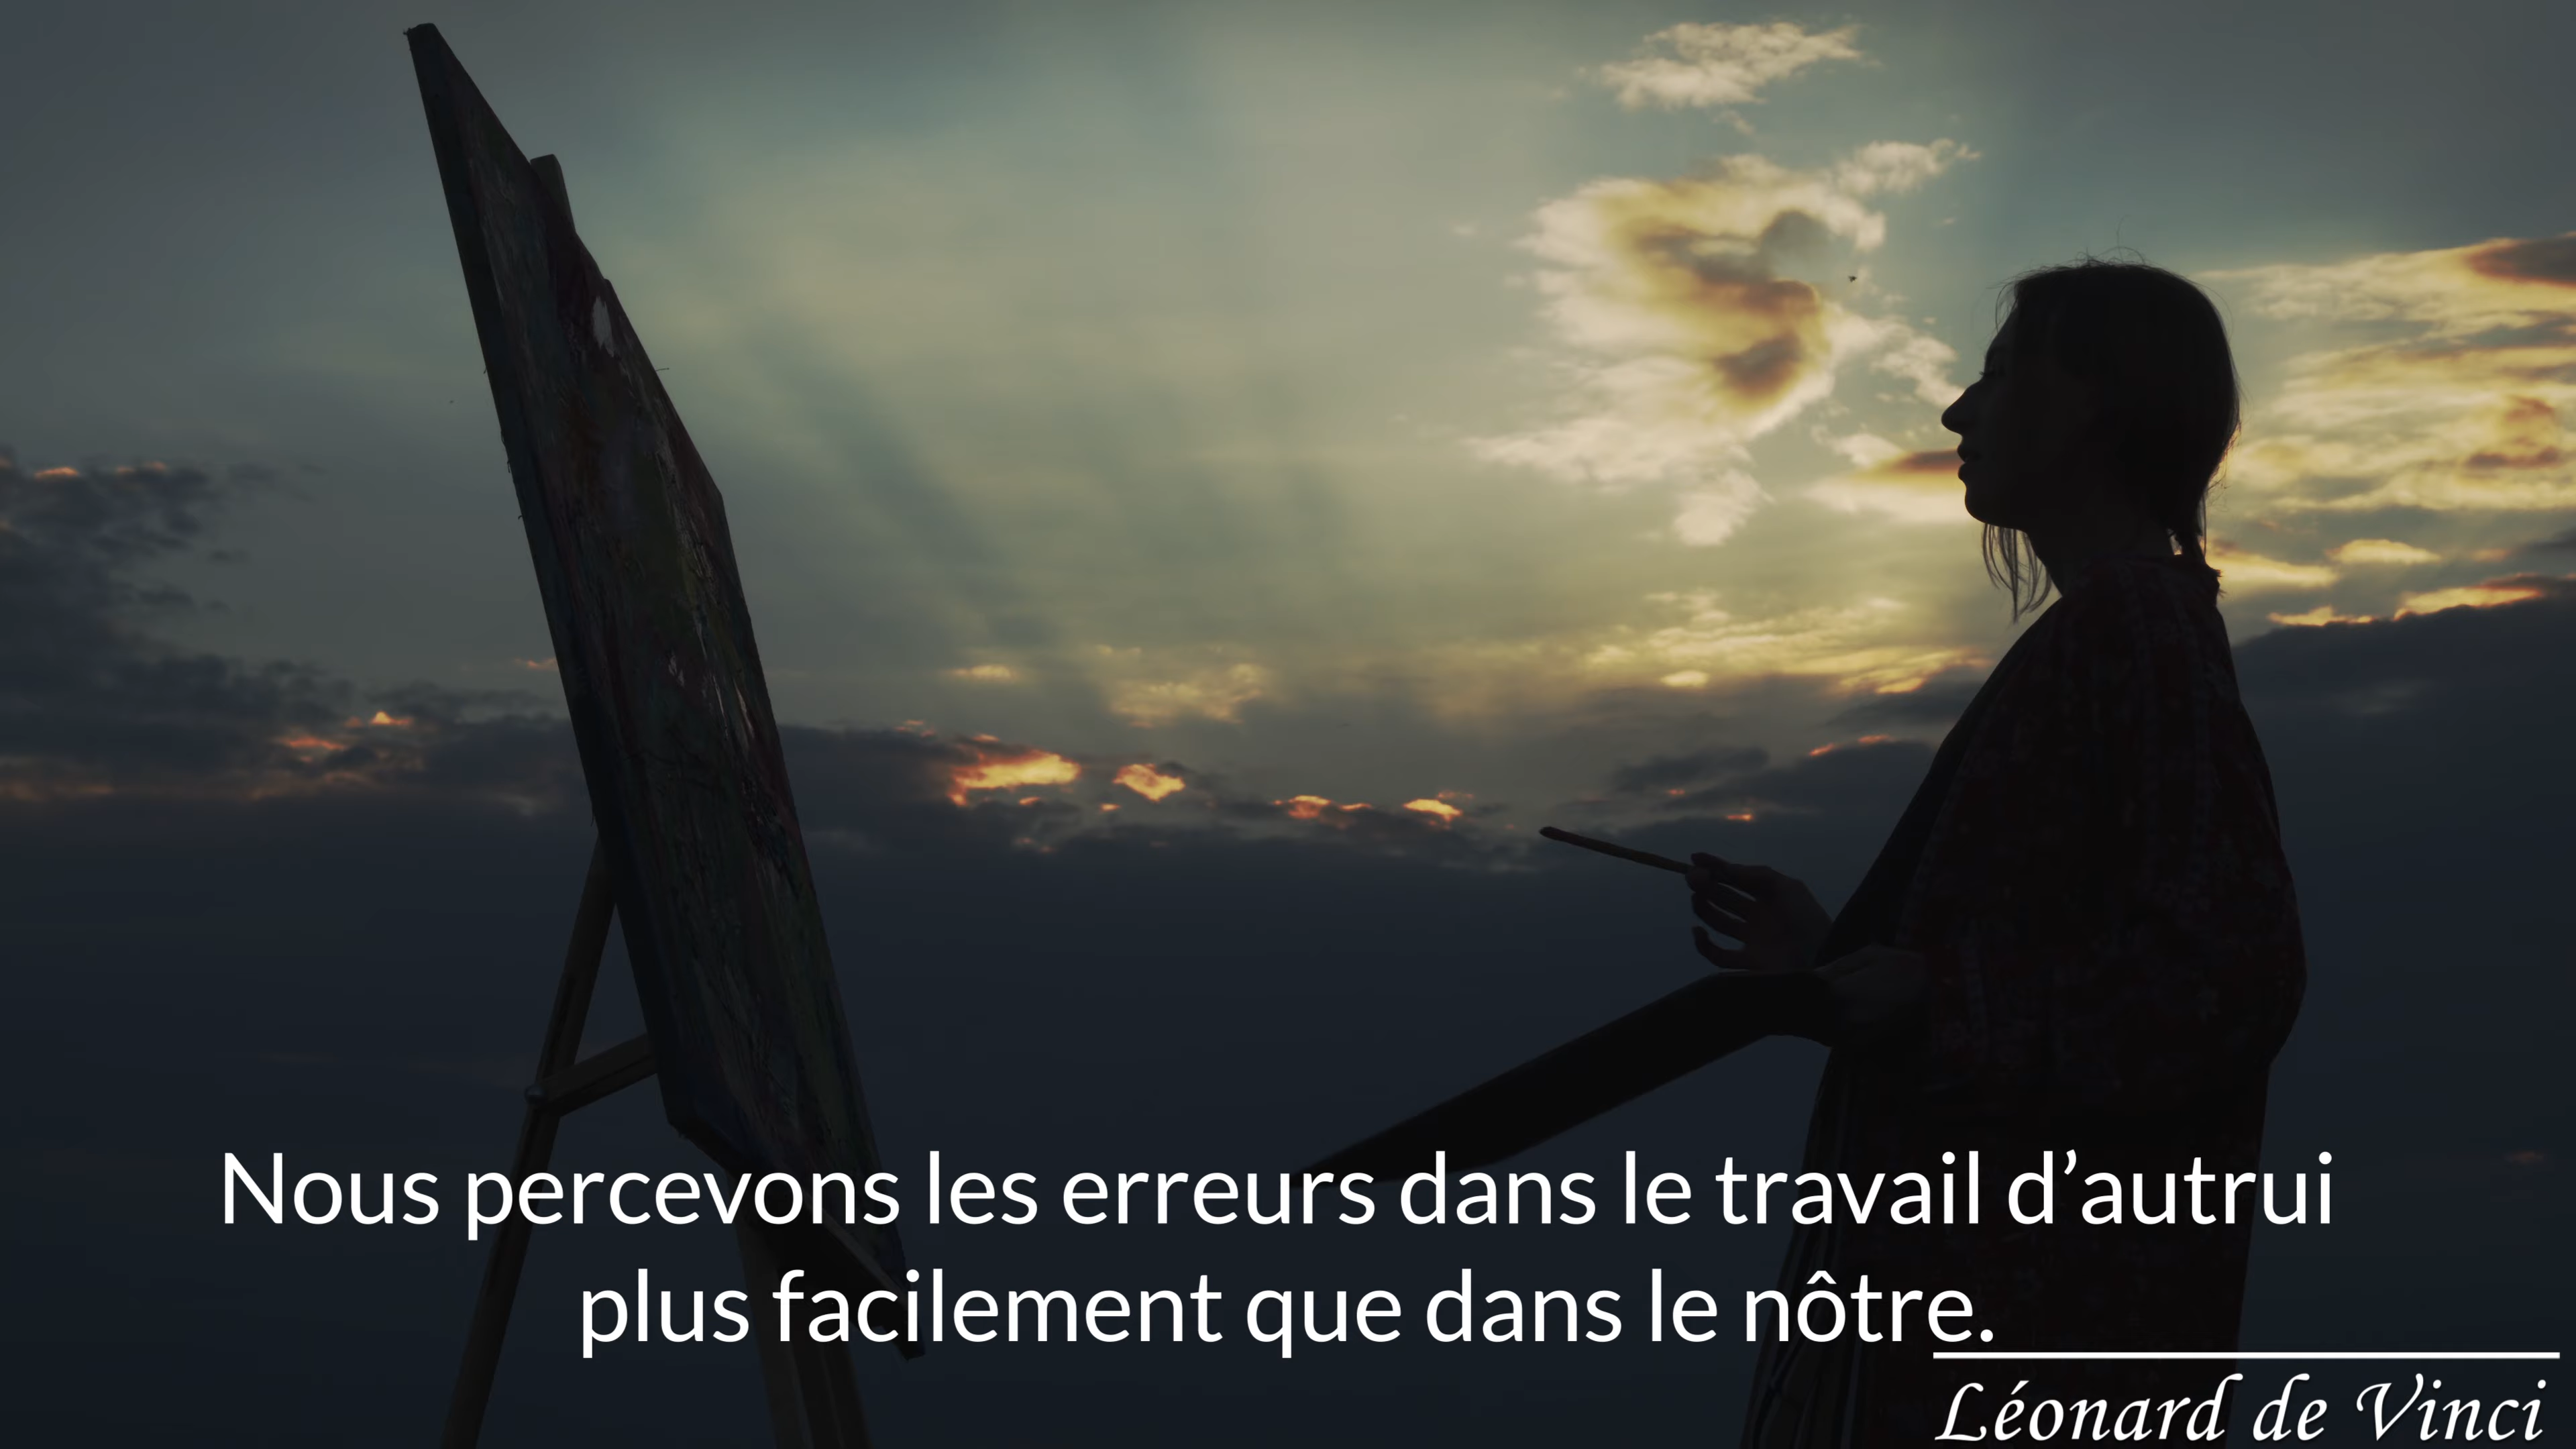 Nous percevons les erreurs dans le travail d’autrui
plus facilement que dans le nôtre.
Léonard de Vinci